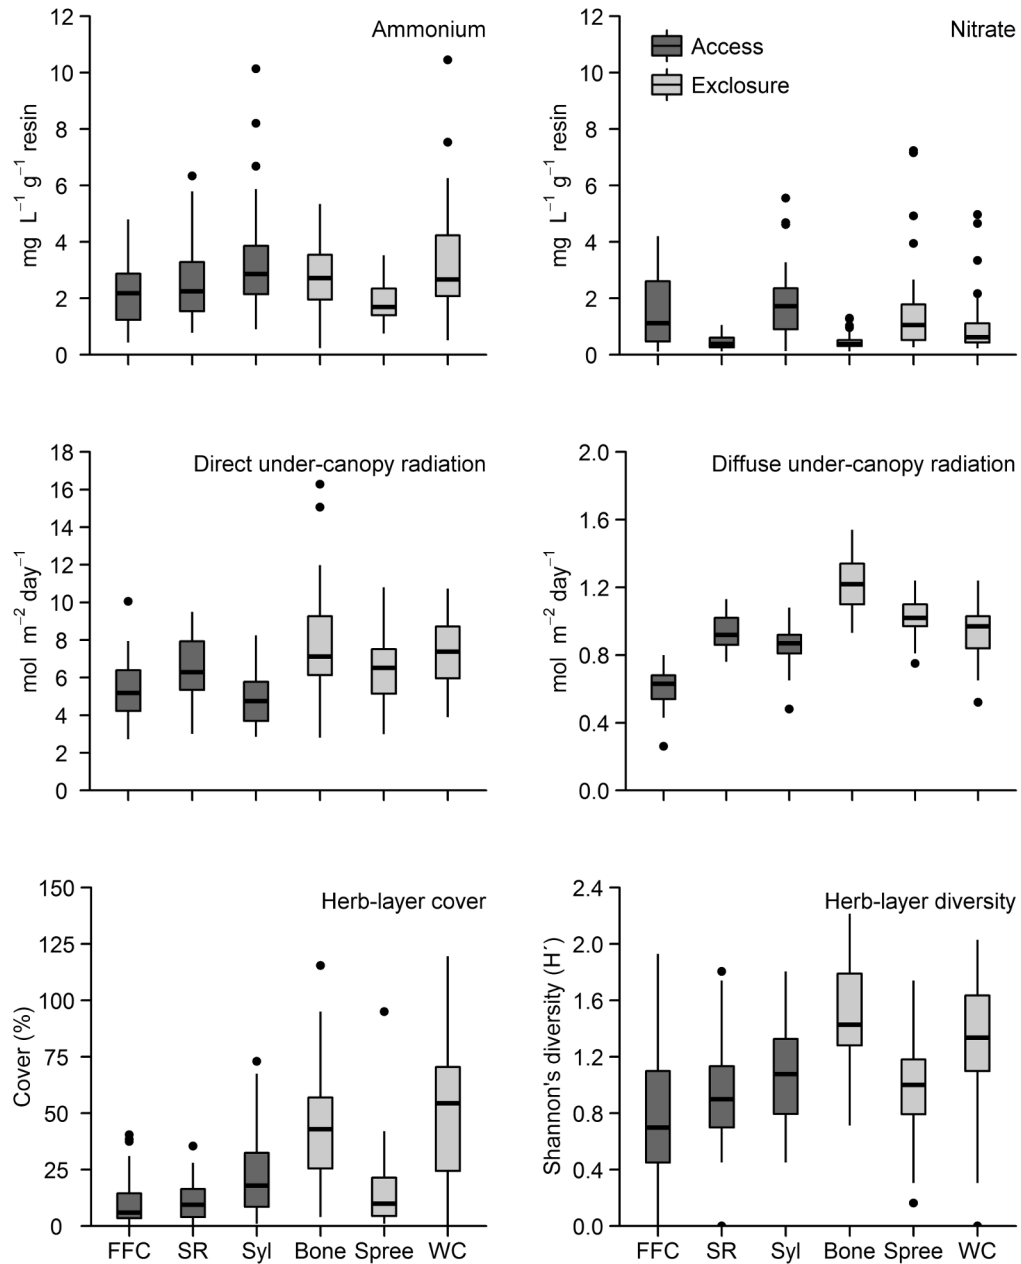 Ammonium
mg L⁻¹ g⁻¹ resin
12
10
8
6
4
2
0
Nitrate
Access
Exclosure
mg L⁻¹ g⁻¹ resin
12
10
8
6
4
2
0
Direct under-canopy radiation
mol m⁻² day⁻¹
18
16
14
12
10
8
6
4
2
0
Diffuse under-canopy radiation
mol m⁻² day⁻¹
2.0
1.6
1.2
0.8
0.4
0.0
Herb-layer cover
Cover (%)
150
125
100
75
50
25
0
FFC SR Syl Bone Spree WC
Herb-layer diversity
Shannon's diversity (H´)
2.4
2.0
1.6
1.2
0.8
0.4
0.0
FFC SR Syl Bone Spree WC